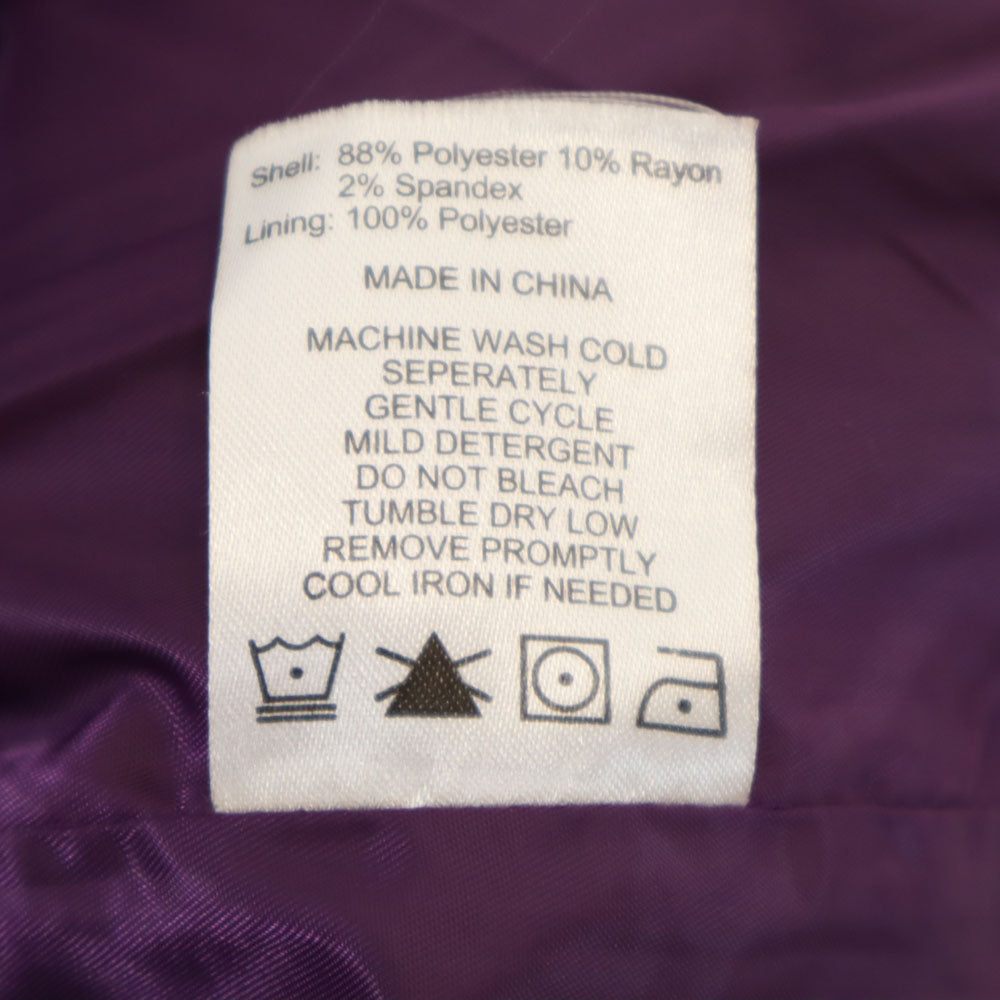 Shell: 88% Polyester 10% Rayon
2% Spandex
Lining: 100% Polyester
MADE IN CHINA
MACHINE WASH COLD
SEPERATELY
GENTLE CYCLE
MILD DETERGENT
DO NOT BLEACH
TUMBLE DRY LOW
REMOVE PROMPTLY
COOL IRON IF NEEDED